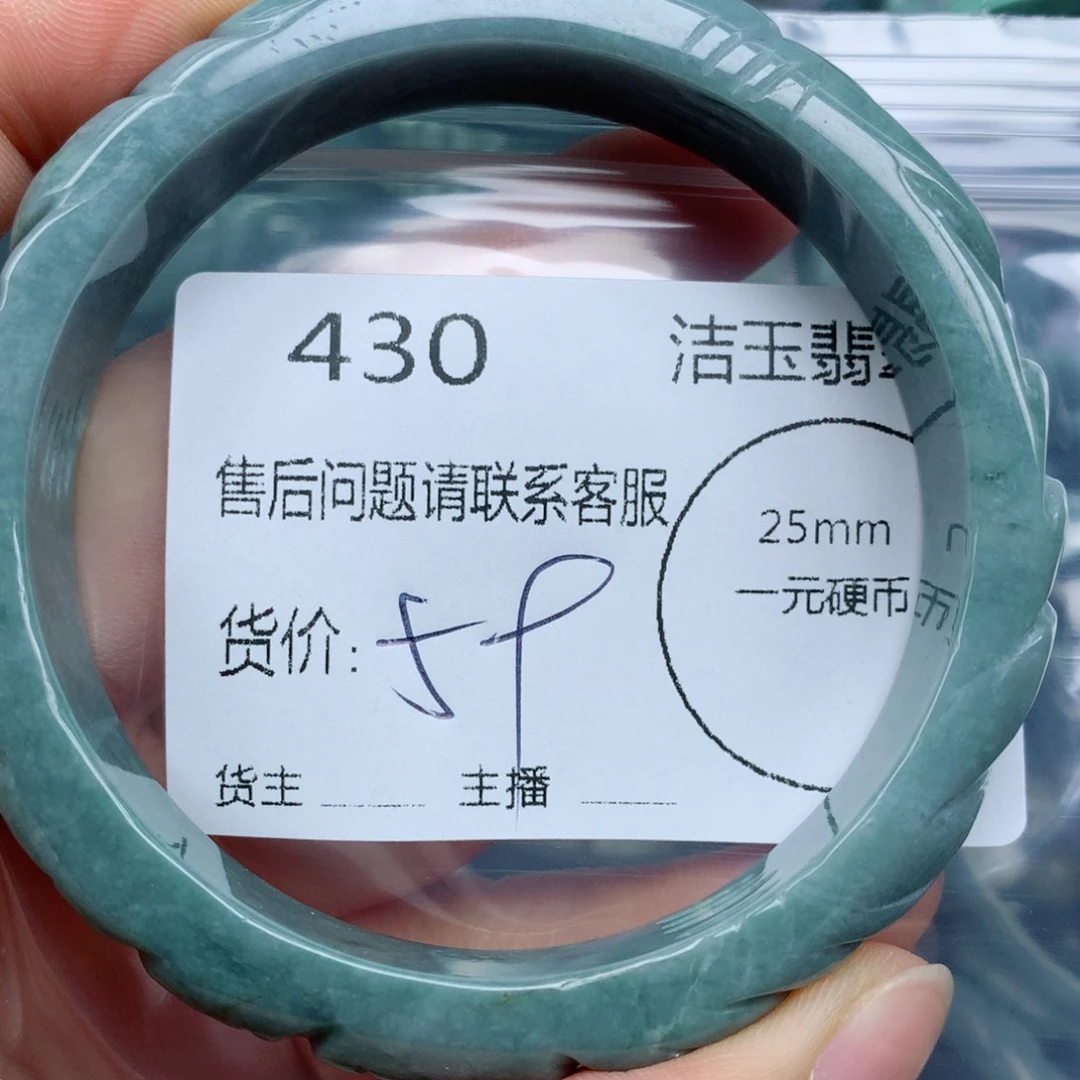 430 洁玉翡
售后问题请联系客服
25mm
一元硬币
货价: 59
货主 主播